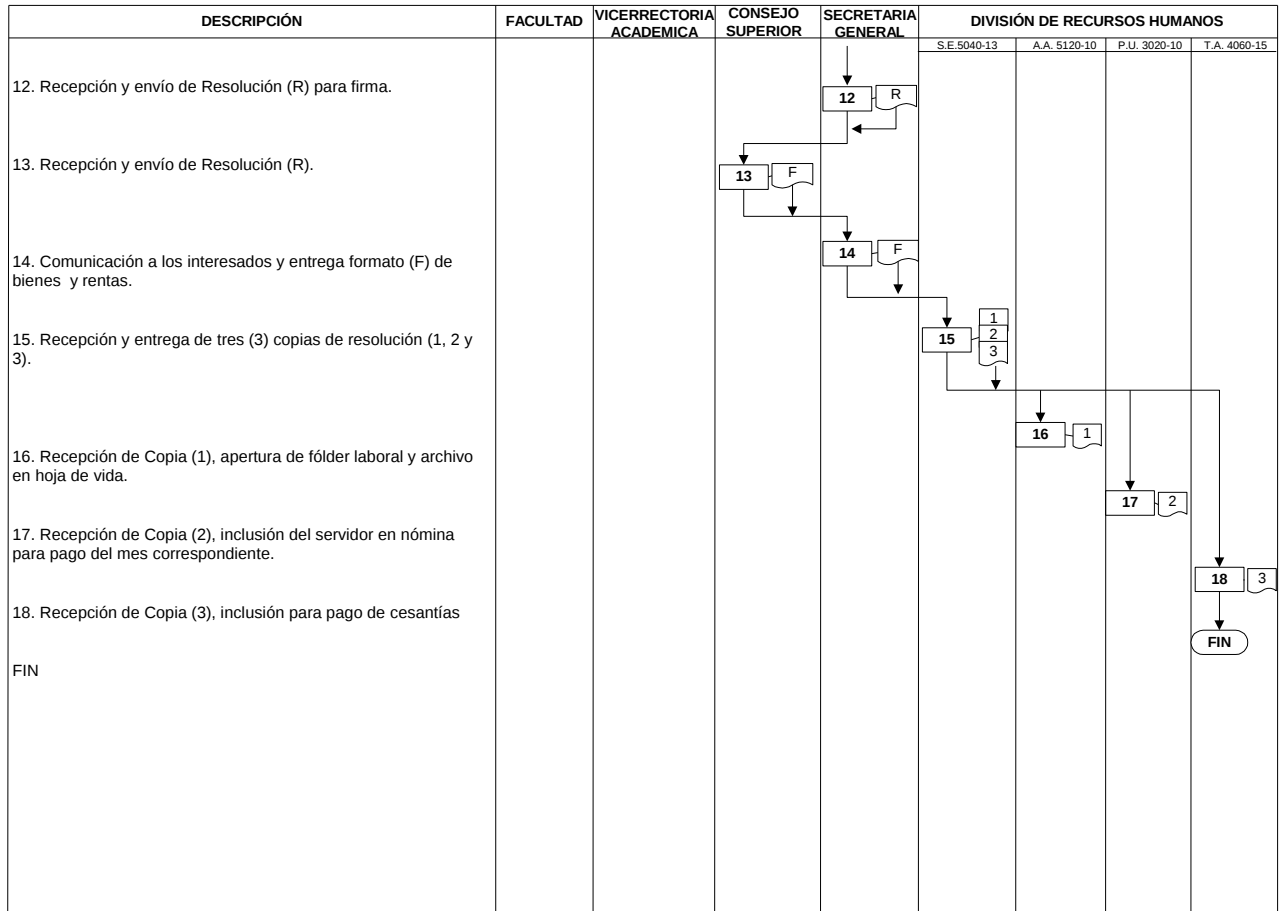 DESCRIPCIÓN
FACULTAD
VICERRECTORIA
ACADEMICA
CONSEJO
SUPERIOR
SECRETARIA
GENERAL
DIVISIÓN DE RECURSOS HUMANOS
S.E.5040-13
A.A. 5120-10
P.U. 3020-10
T.A. 4060-15
12. Recepción y envío de Resolución (R) para firma.
12
R
13. Recepción y envío de Resolución (R).
13
F
14. Comunicación a los interesados y entrega formato (F) de
bienes  y rentas.
14
F
15. Recepción y entrega de tres (3) copias de resolución (1, 2 y
3).
15
1
2
3
16. Recepción de Copia (1), apertura de fólder laboral y archivo
en hoja de vida.
16
1
17. Recepción de Copia (2), inclusión del servidor en nómina
para pago del mes correspondiente.
17
2
18. Recepción de Copia (3), inclusión para pago de cesantías
18
3
FIN
FIN